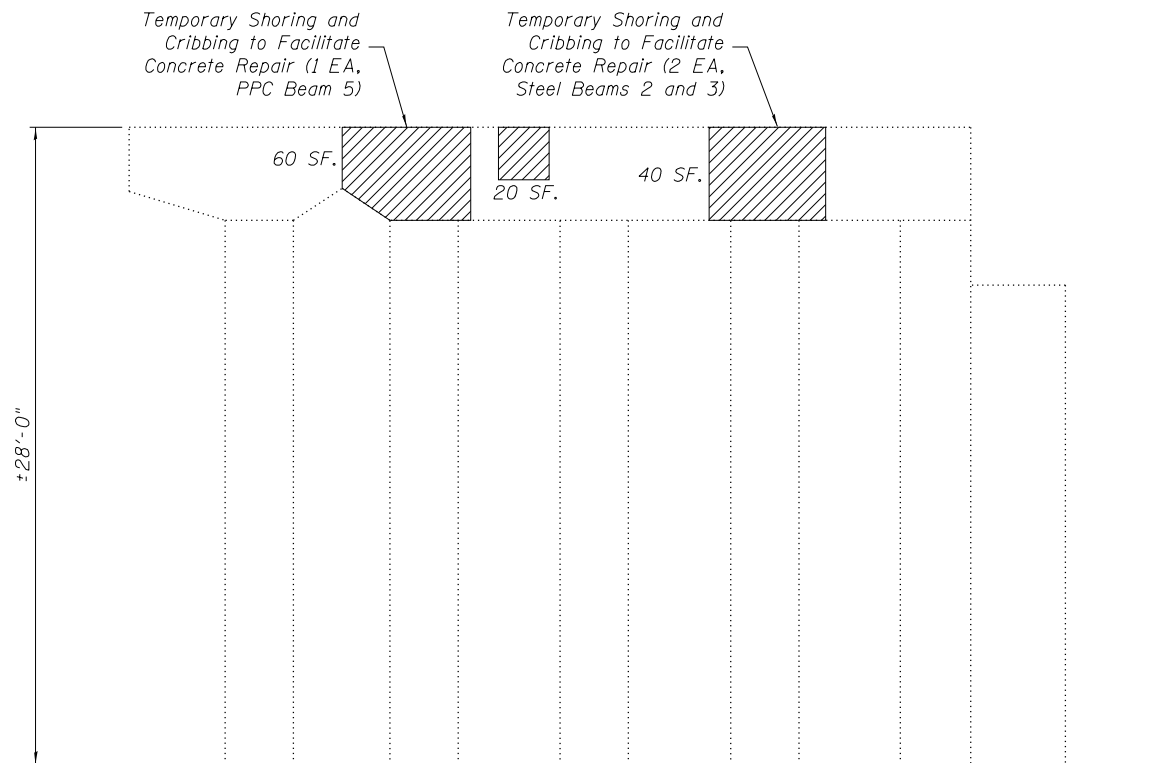 Temporary Shoring and
Cribbing to Facilitate
Concrete Repair (1 EA,
PPC Beam 5)
Temporary Shoring and
Cribbing to Facilitate
Concrete Repair (2 EA,
Steel Beams 2 and 3)
60 SF.
20 SF.
40 SF.
±28'-0"